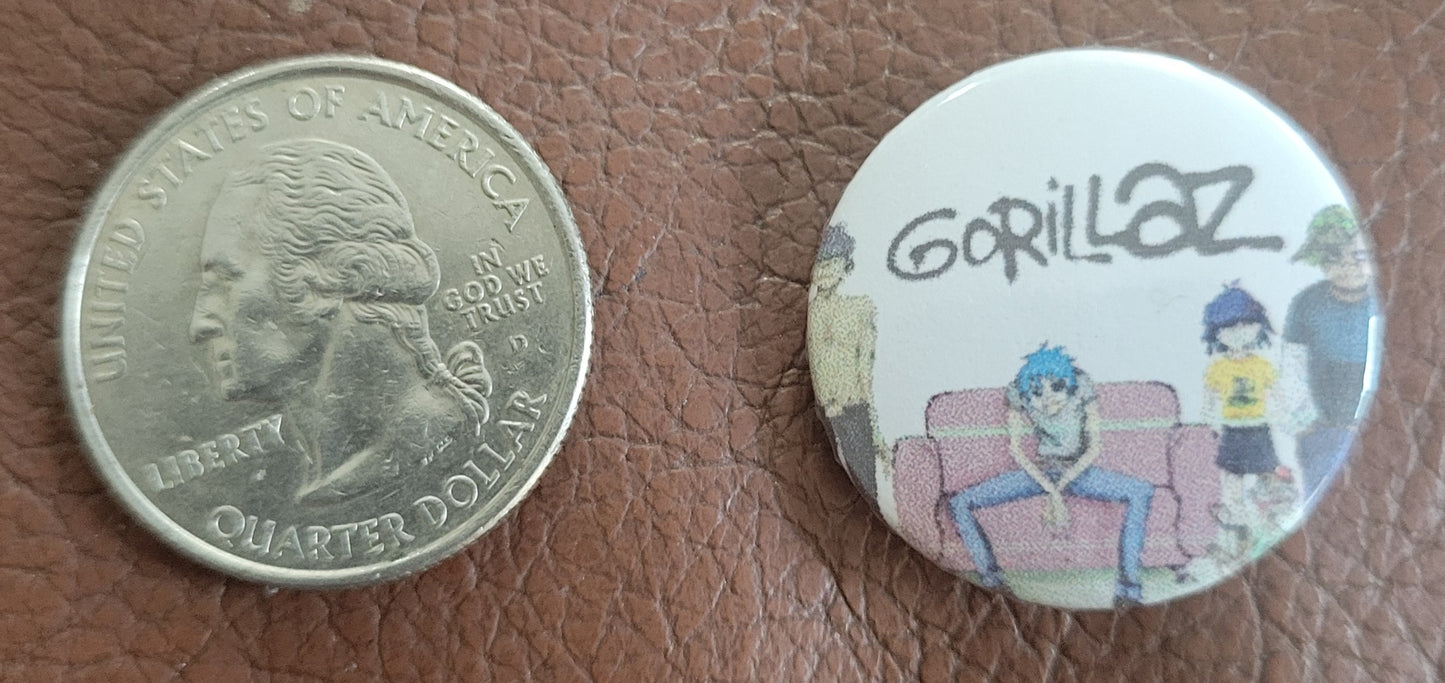 UNITED STATES OF AMERICA
IN
GOD WE
TRUST
D
LIBERTY
QUARTER DOLLAR
GORiLLAZ